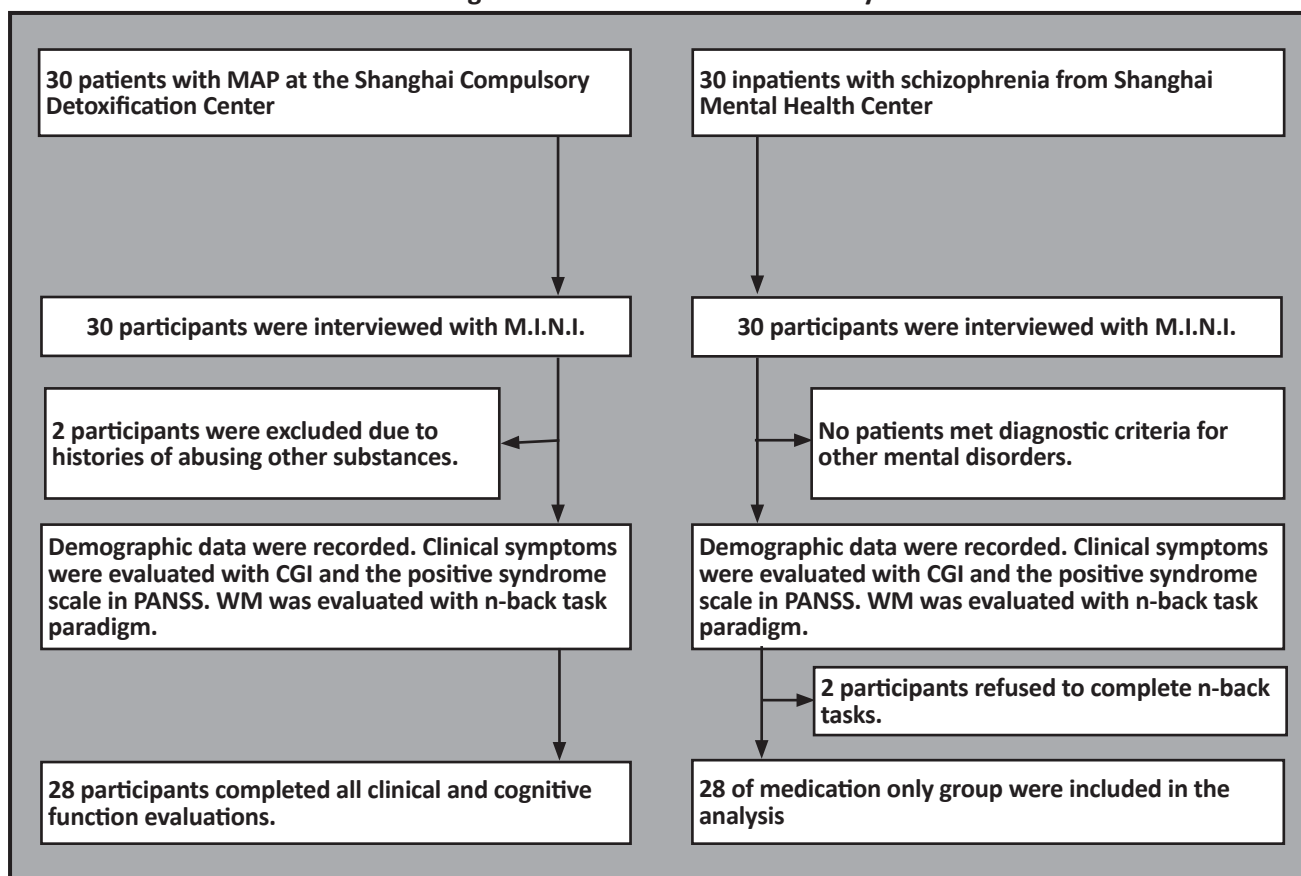 30 patients with MAP at the Shanghai Compulsory
Detoxification Center
30 participants were interviewed with M.I.N.I.
2 participants were excluded due to
histories of abusing other substances.
Demographic data were recorded. Clinical symptoms
were evaluated with CGI and the positive syndrome
scale in PANSS. WM was evaluated with n-back task
paradigm.
28 participants completed all clinical and cognitive
function evaluations.
30 inpatients with schizophrenia from Shanghai
Mental Health Center
30 participants were interviewed with M.I.N.I.
No patients met diagnostic criteria for
other mental disorders.
Demographic data were recorded. Clinical symptoms
were evaluated with CGI and the positive syndrome
scale in PANSS. WM was evaluated with n-back task
paradigm.
2 participants refused to complete n-back
tasks.
28 of medication only group were included in the
analysis